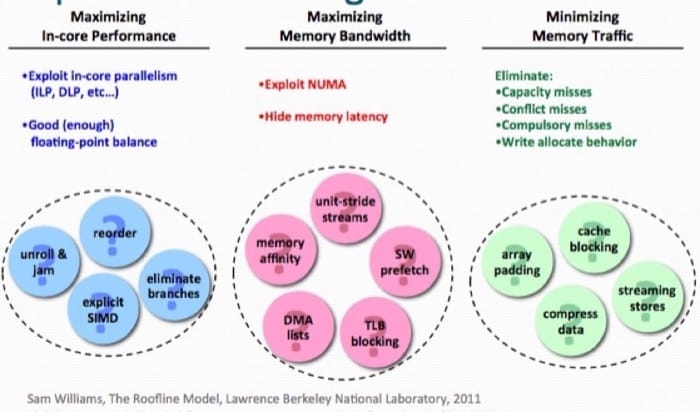 Maximizing
In-core Performance
Maximizing
Memory Bandwidth
Minimizing
Memory Traffic
•Exploit in-core parallelism
(ILP, DLP, etc...)
•Good (enough)
floating-point balance
•Exploit NUMA
•Hide memory latency
Eliminate:
•Capacity misses
•Conflict misses
•Compulsory misses
•Write allocate behavior
reorder
unroll &
jam
eliminate
branches
explicit
SIMD
?
?
?
?
unit-stride
streams
memory
affinity
SW
prefetch
DMA
lists
TLB
blocking
?
?
?
?
?
cache
blocking
array
padding
streaming
stores
compress
data
?
?
?
?
Sam Williams, The Roofline Model, Lawrence Berkeley National Laboratory, 2011